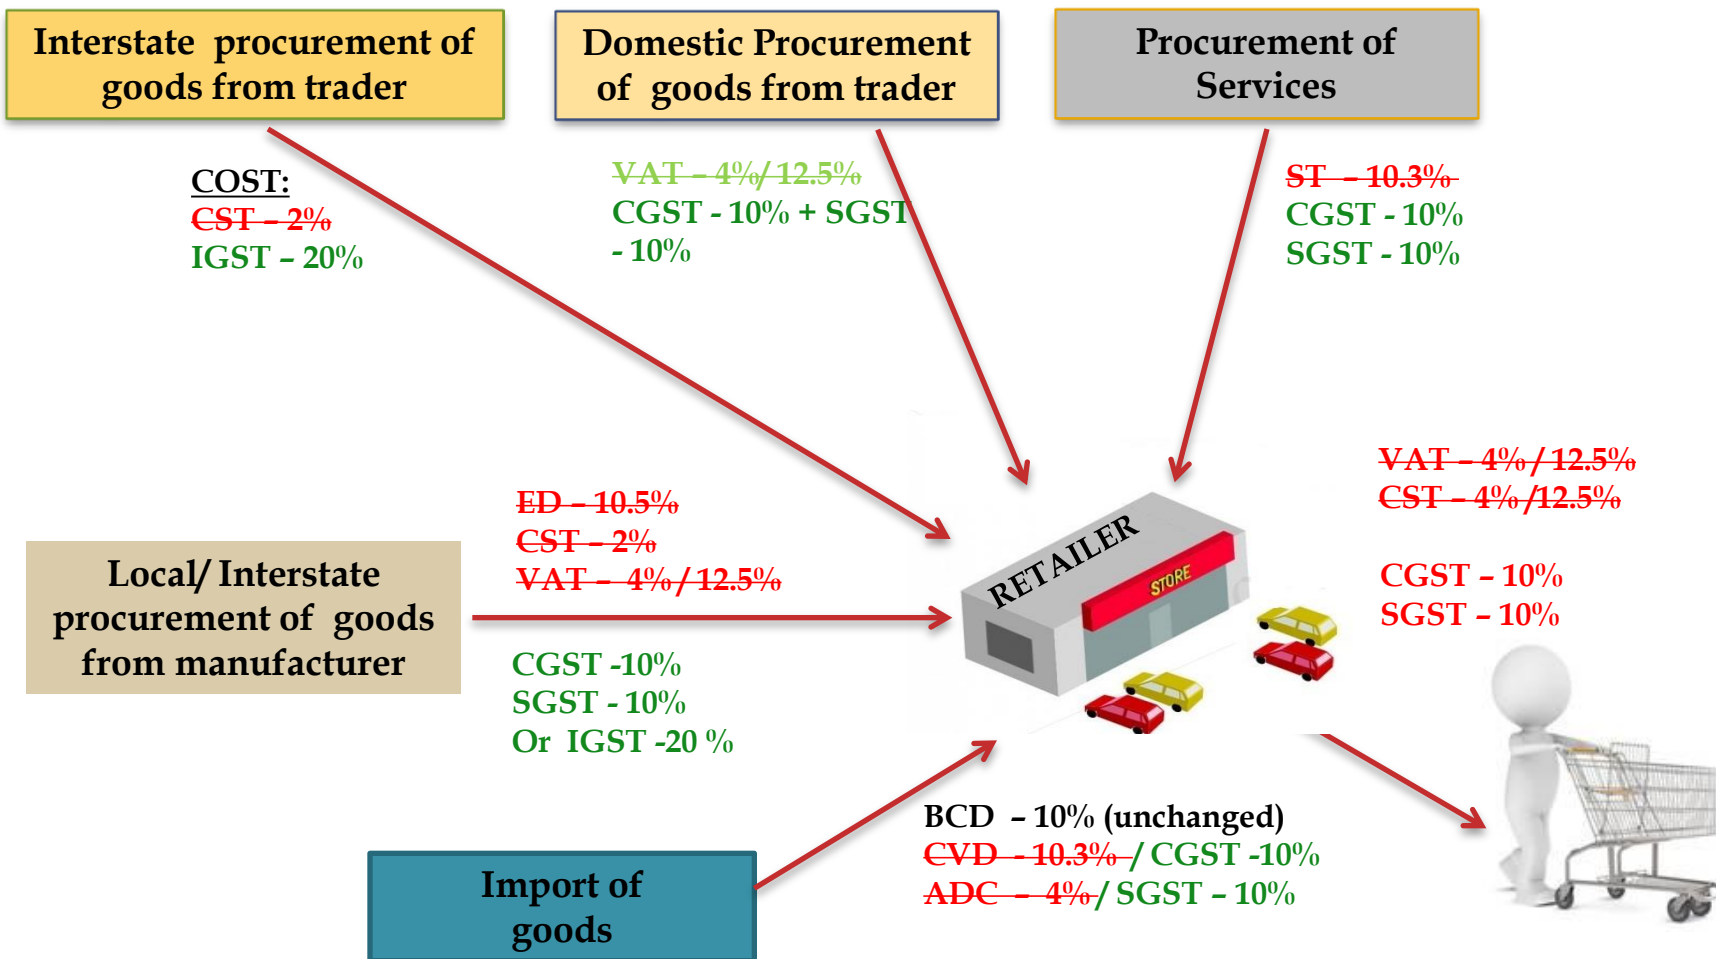 Interstate procurement of
goods from trader
Domestic Procurement
of goods from trader
Procurement of
Services
COST:
CST – 2%
IGST – 20%
VAT – 4%/ 12.5%
CGST - 10% + SGST
- 10%
ST – 10.3%
CGST - 10%
SGST - 10%
ED – 10.5%
CST – 2%
VAT – 4% / 12.5%
Local/ Interstate
procurement of goods
from manufacturer
CGST -10%
SGST - 10%
Or IGST -20 %
RETAILER
STORE
VAT – 4% / 12.5%
CST – 4% /12.5%
CGST – 10%
SGST – 10%
Import of
goods
BCD – 10% (unchanged)
CVD - 10.3% / CGST -10%
ADC – 4% / SGST – 10%